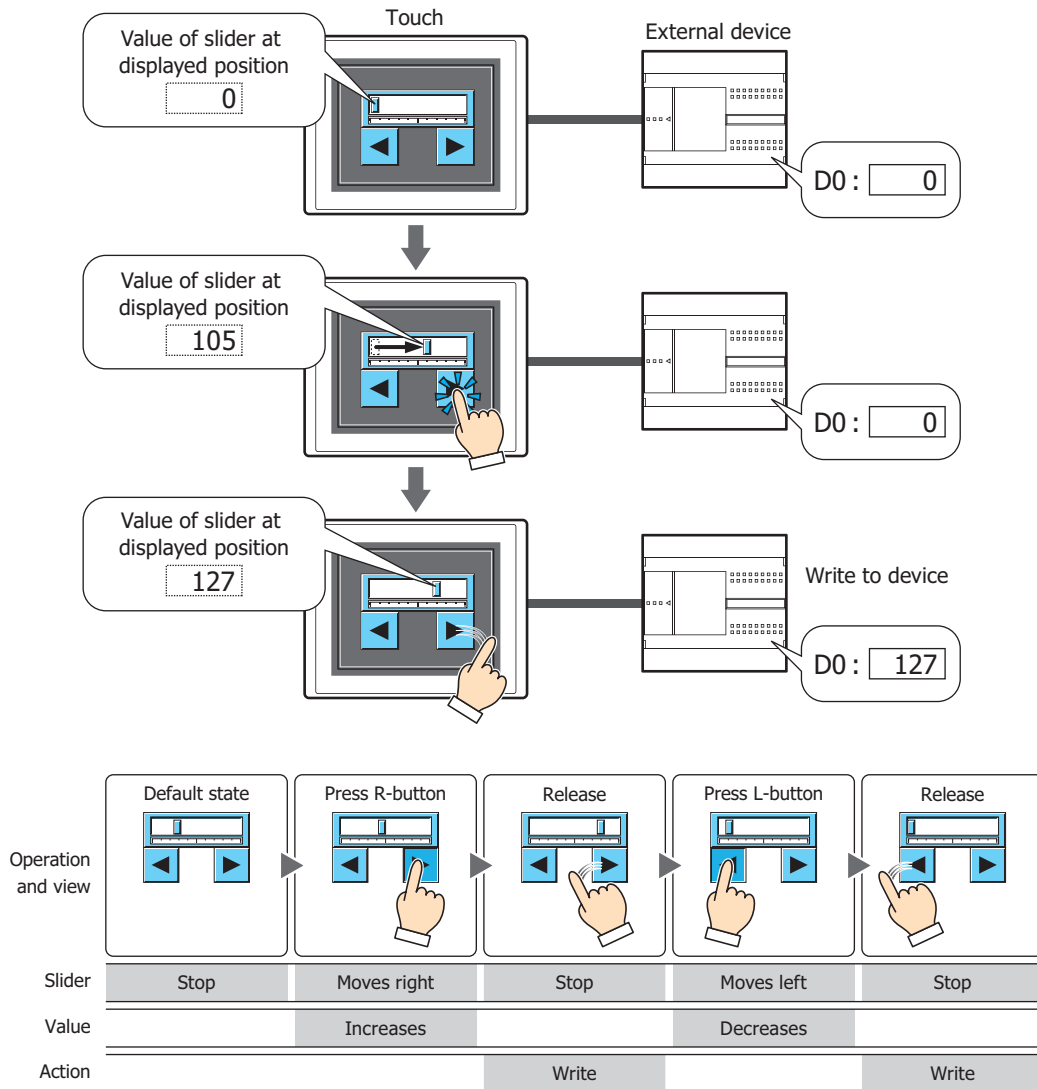 Touch
Value of slider at
displayed position
0
External device
D0 : 0
Value of slider at
displayed position
105
D0 : 0
Value of slider at
displayed position
127
Write to device
D0 : 127
Default state
Press R-button
Release
Press L-button
Release
Operation
and view
Slider Stop Moves right Stop Moves left Stop
Value Increases Decreases
Action Write Write